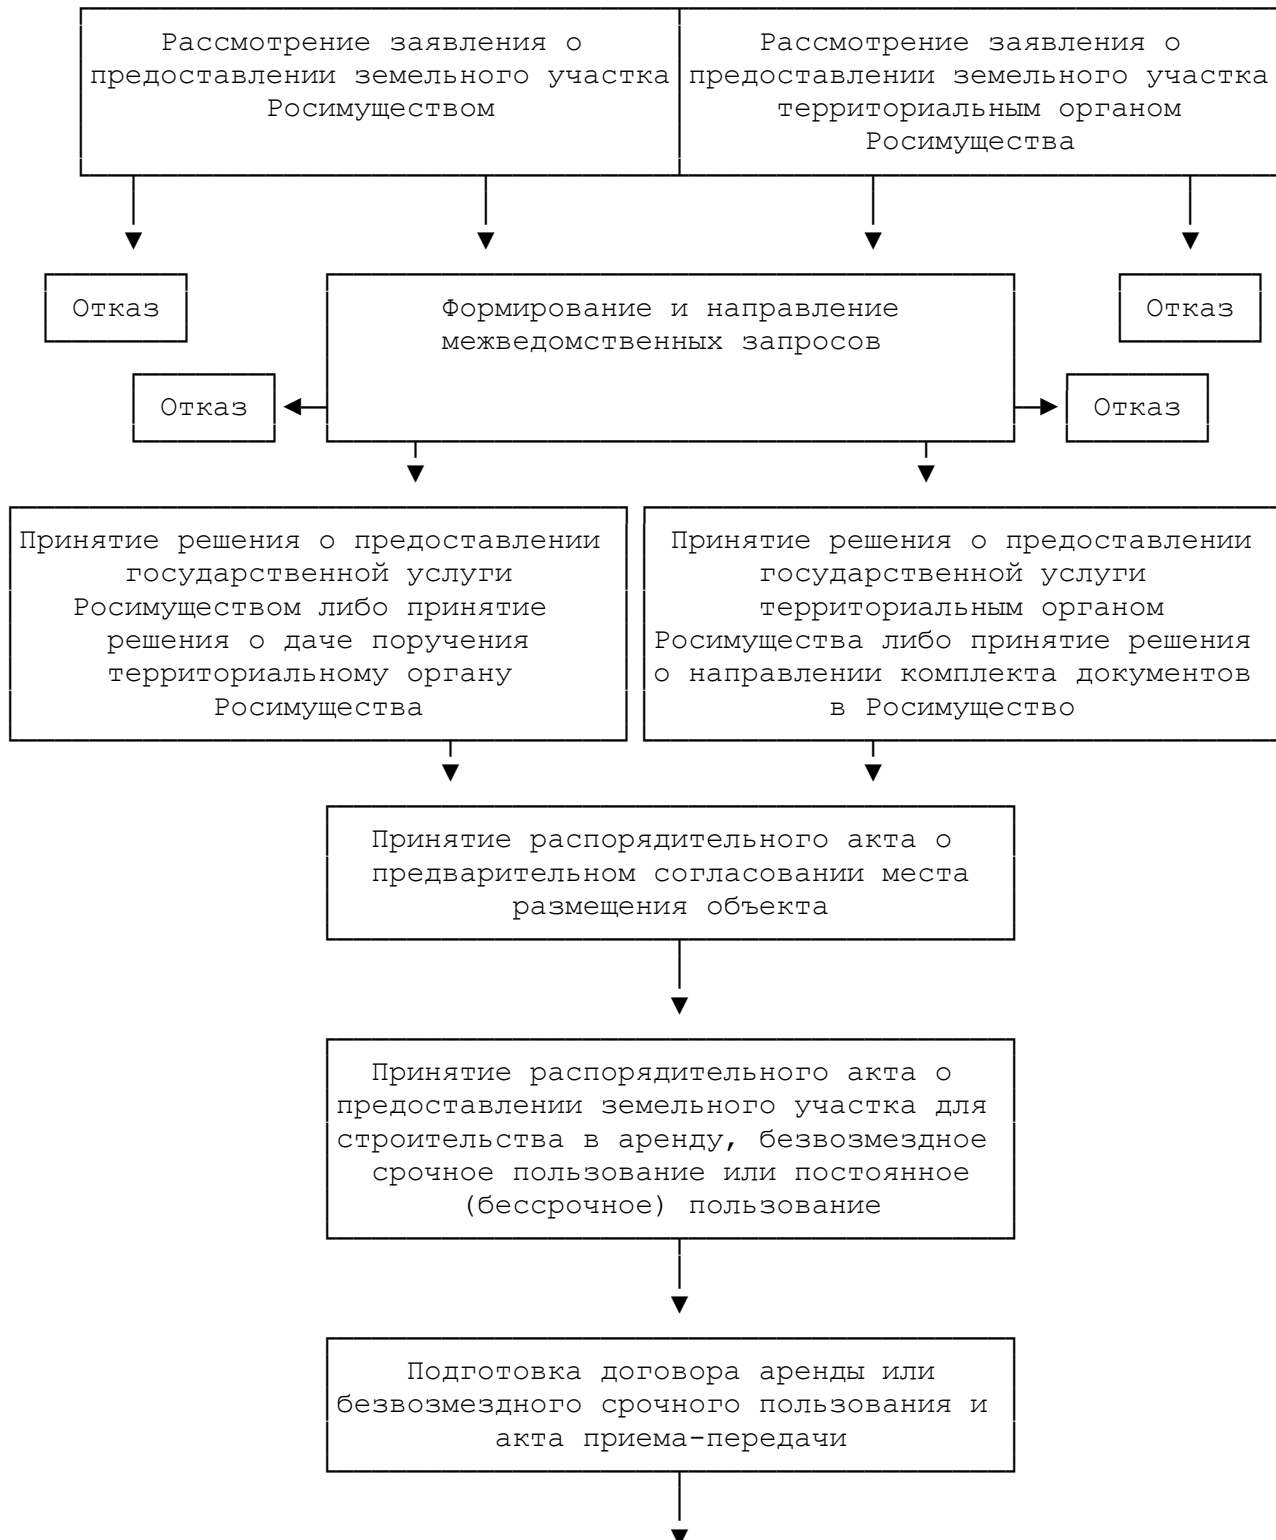 Рассмотрение заявления о
предоставлении земельного участка
Росимуществом
Рассмотрение заявления о
предоставлении земельного участка
территориальным органом
Росимущества
Отказ
Формирование и направление
межведомственных запросов
Отказ
Отказ
Отказ
Принятие решения о предоставлении
государственной услуги
Росимуществом либо принятие
решения о даче поручения
территориальному органу
Росимущества
Принятие решения о предоставлении
государственной услуги
территориальным органом
Росимущества либо принятие решения
о направлении комплекта документов
в Росимущество
Принятие распорядительного акта о
предварительном согласовании места
размещения объекта
Принятие распорядительного акта о
предоставлении земельного участка для
строительства в аренду, безвозмездное
срочное пользование или постоянное
(бессрочное) пользование
Подготовка договора аренды или
безвозмездного срочного пользования и
акта приема-передачи